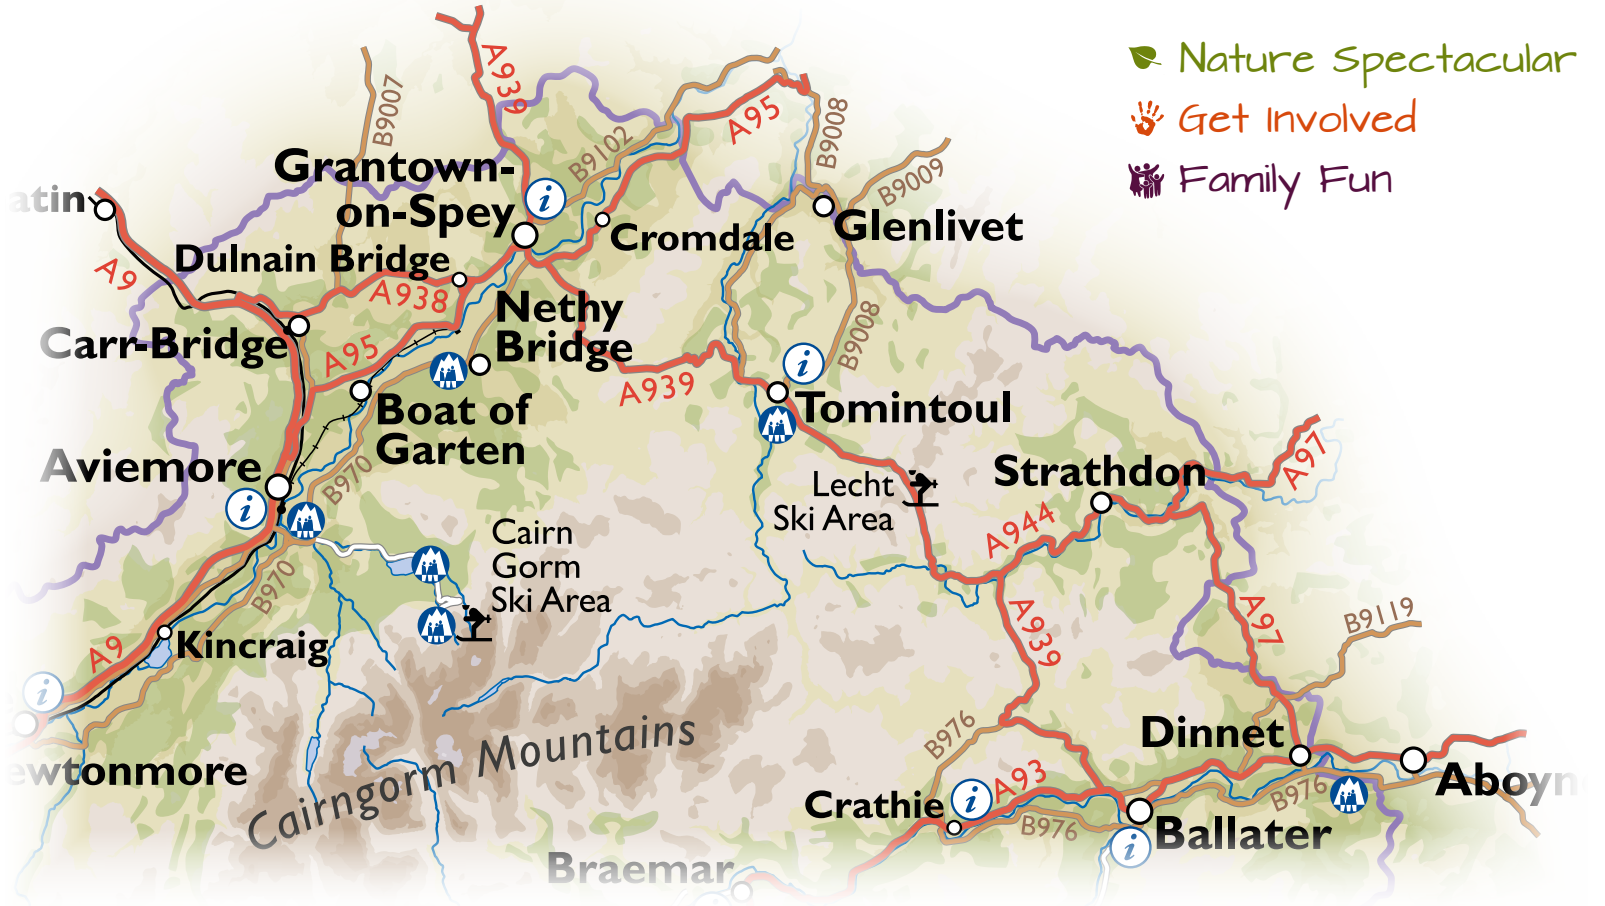 Nature Spectacular
Get Involved
Family Fun
A939
B9007
A95
B9008
B9102
B9009
Grantown-
on-Spey
i
atin
Cromdale
Glenlivet
Dulnain Bridge
A9
A938
Nethy
Bridge
Carr-Bridge
A95
B9008
i
A939
Boat of
Garten
Tomintoul
Aviemore
B970
i
Lecht
Ski Area
Strathdon
A97
A944
Cairn
Gorm
Ski Area
B970
A9
Kincraig
A939
A97
B9119
i
ewtonmore
Cairngorm Mountains
B976
Dinnet
A93
Aboyn
Crathie
i
B976
B976
Ballater
i
Braemar